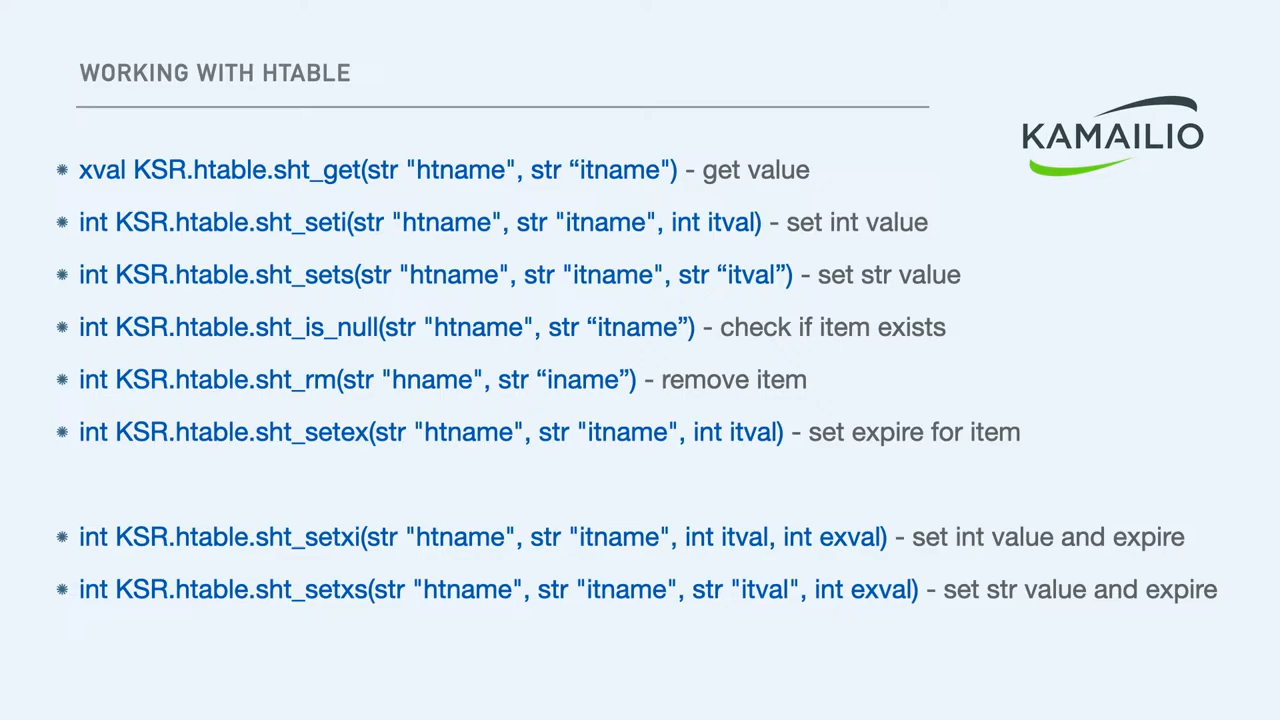 WORKING WITH HTABLE
KAMAILIO
xval KSR.htable.sht_get(str "htname", str “itname") - get value
int KSR.htable.sht_seti(str "htname", str "itname", int itval) - set int value
int KSR.htable.sht_sets(str "htname", str "itname", str “itval”) - set str value
int KSR.htable.sht_is_null(str "htname", str “itname”) - check if item exists
int KSR.htable.sht_rm(str "hname", str “iname”) - remove item
int KSR.htable.sht_setex(str "htname", str "itname", int itval) - set expire for item
int KSR.htable.sht_setxi(str "htname", str "itname", int itval, int exval) - set int value and expire
int KSR.htable.sht_setxs(str "htname", str "itname", str "itval", int exval) - set str value and expire